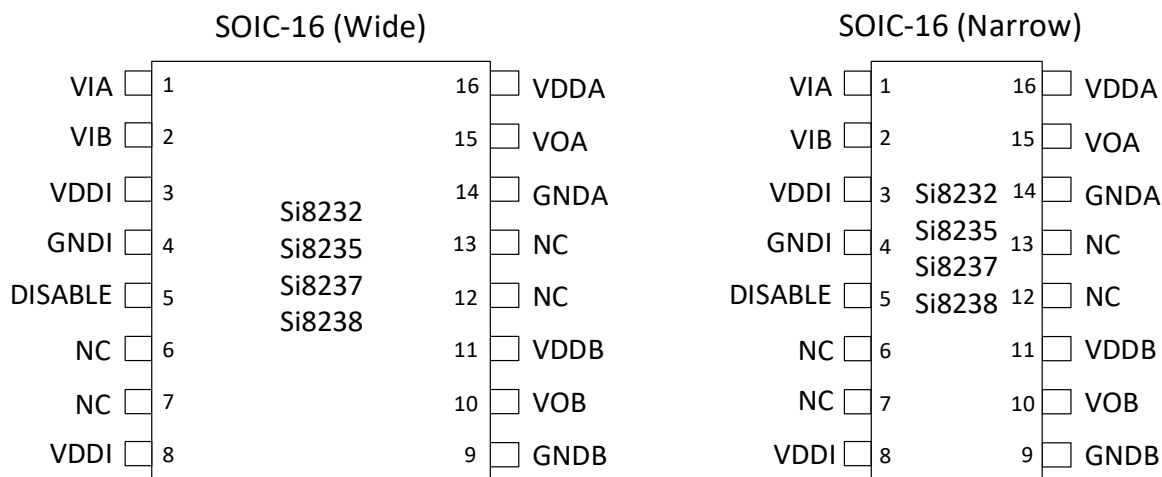 SOIC-16 (Wide)
VIA 1 16 VDDA
VIB 2 15 VOA
VDDI 3 14 GNDA
Si8232
GNDI 4 13 NC
Si8235
DISABLE 5 12 NC
Si8237
Si8238
NC 6 11 VDDB
NC 7 10 VOB
VDDI 8 9 GNDB
SOIC-16 (Narrow)
VIA 1 16 VDDA
VIB 2 15 VOA
VDDI 3 Si8232 14 GNDA
GNDI 4 Si8235 13 NC
Si8237
DISABLE 5 Si8238 12 NC
NC 6 11 VDDB
NC 7 10 VOB
VDDI 8 9 GNDB